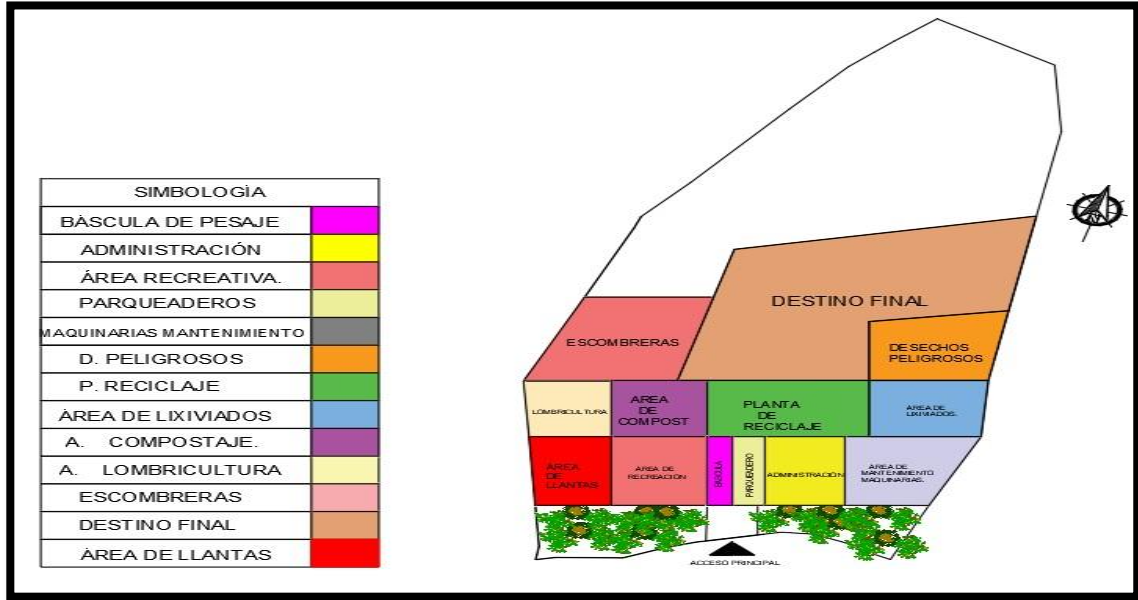 SIMBOLOGÌA
BÀSCULA DE PESAJE
ADMINISTRACIÓN
ÁREA RECREATIVA.
PARQUEADEROS
MAQUINARIAS MANTENIMIENTO
D. PELIGROSOS
P. RECICLAJE
ÀREA DE LIXIVIADOS
A. COMPOSTAJE.
A. LOMBRICULTURA
ESCOMBRERAS
DESTINO FINAL
ÀREA DE LLANTAS
N
DESTINO FINAL
ESCOMBRERAS
DESECHOS
PELIGROSOS
LOMBRICULTURA
AREA
DE
COMPOST
PLANTA
DE
RECICLAJE
AREA DE
LIXIVIADOS.
AREA
DE
LLANTAS
AREA DE
RECREACIÓN
BASCULA
PARQUEADERO
ADMINISTRACIÓN
AREA DE
MANTENIMIENTO
MAQUINARIAS.
ACCESO PRINCIPAL